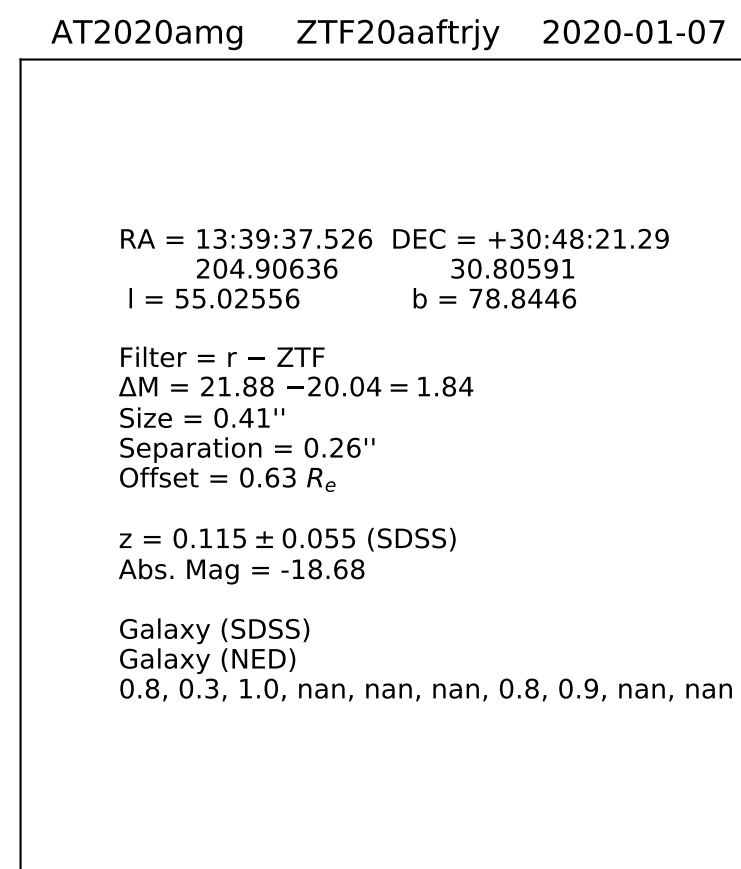 AT2020amg ZTF20aaftrjy 2020-01-07
RA = 13:39:37.526 DEC = +30:48:21.29
204.90636 30.80591
l = 55.02556 b = 78.8446
Filter = r − ZTF
ΔM = 21.88 −20.04 = 1.84
Size = 0.41''
Separation = 0.26''
Offset = 0.63 Rₑ
z = 0.115 ± 0.055 (SDSS)
Abs. Mag = -18.68
Galaxy (SDSS)
Galaxy (NED)
0.8, 0.3, 1.0, nan, nan, nan, 0.8, 0.9, nan, nan